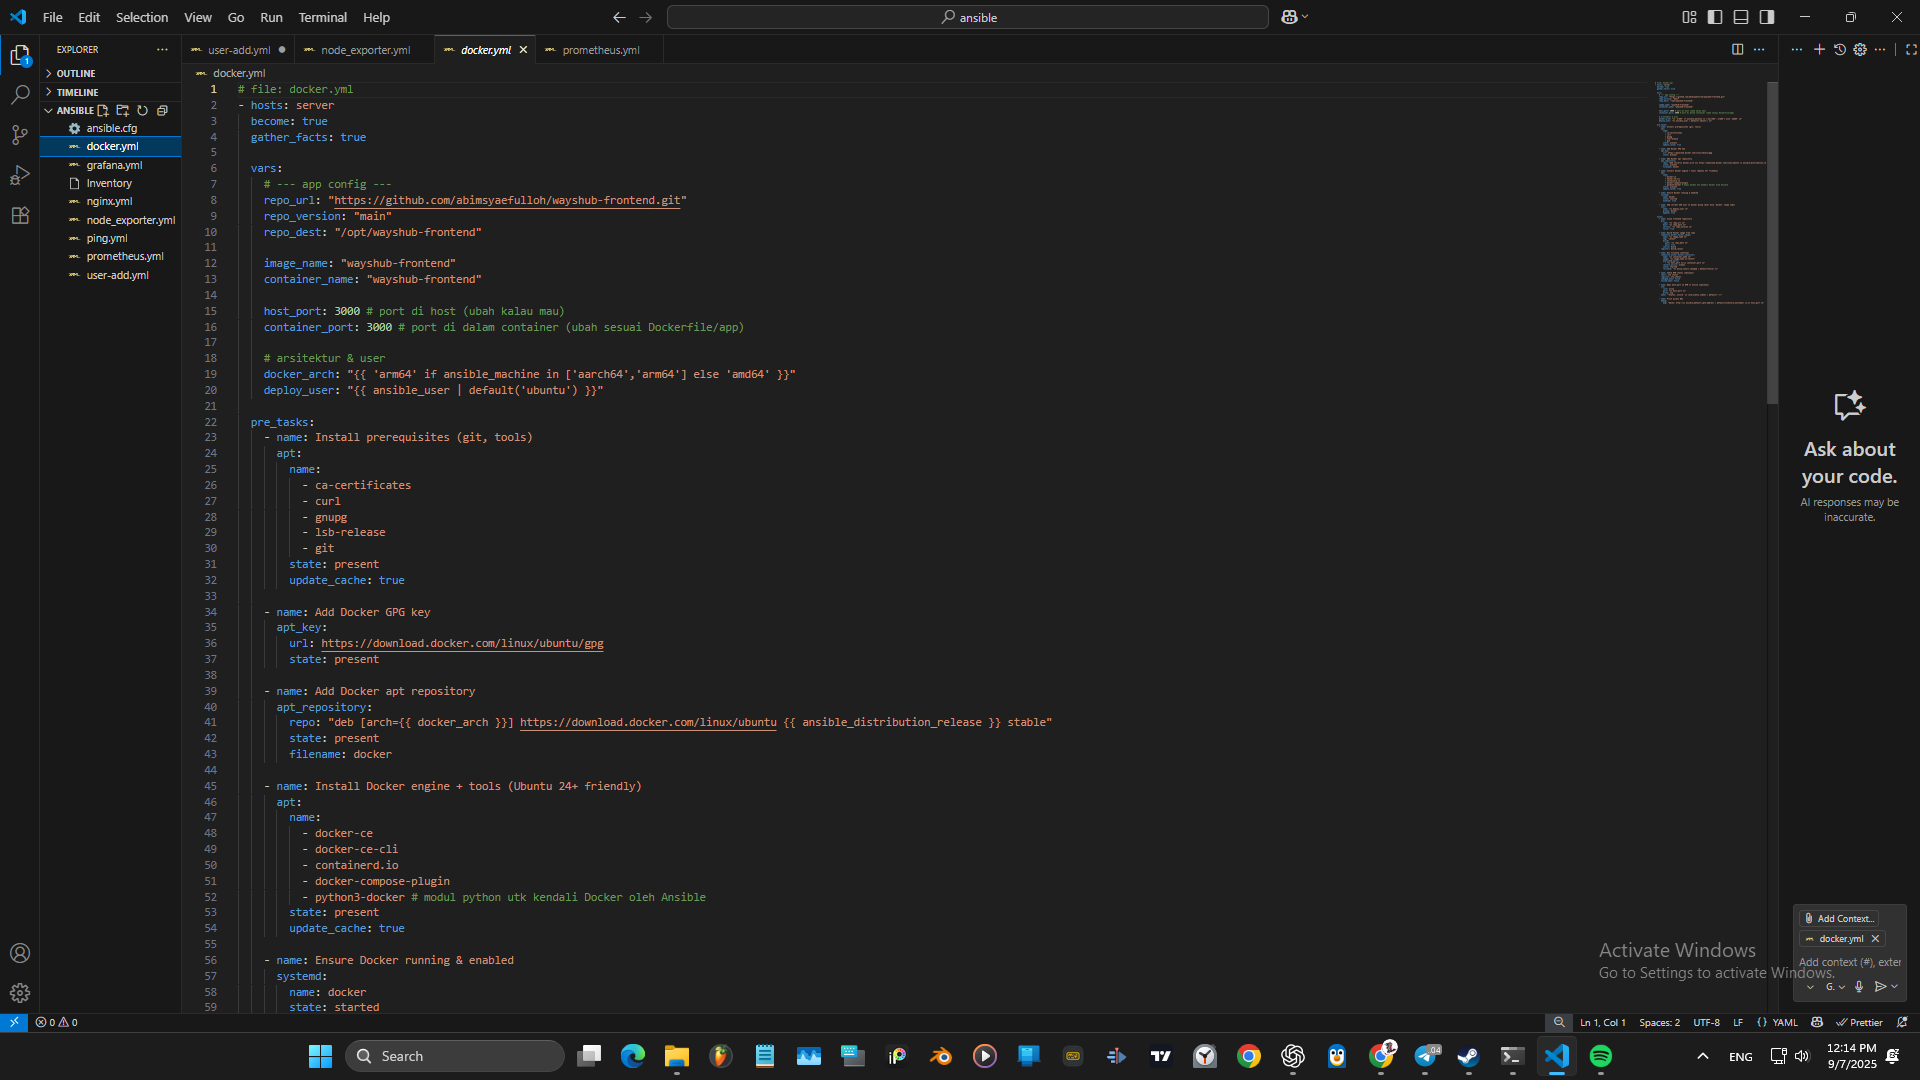 File Edit Selection View Go Run Terminal Help
ansible
EXPLORER
OUTLINE
TIMELINE
ANSIBLE
ansible.cfg
docker.yml
grafana.yml
Inventory
nginx.yml
node_exporter.yml
ping.yml
prometheus.yml
user-add.yml
user-add.yml node_exporter.yml docker.yml prometheus.yml
docker.yml
1 # file: docker.yml
2 - hosts: server
3 become: true
4 gather_facts: true
5
6 vars:
7 # --- app config ---
8 repo_url: "https://github.com/abimsyaefulloh/wayshub-frontend.git"
9 repo_version: "main"
10 repo_dest: "/opt/wayshub-frontend"
11
12 image_name: "wayshub-frontend"
13 container_name: "wayshub-frontend"
14
15 host_port: 3000 # port di host (ubah kalau mau)
16 container_port: 3000 # port di dalam container (ubah sesuai Dockerfile/app)
17
18 # arsitektur & user
19 docker_arch: "{{ 'arm64' if ansible_machine in ['aarch64','arm64'] else 'amd64' }}"
20 deploy_user: "{{ ansible_user | default('ubuntu') }}"
21
22 pre_tasks:
23 - name: Install prerequisites (git, tools)
24 apt:
25 name:
26 - ca-certificates
27 - curl
28 - gnupg
29 - lsb-release
30 - git
31 state: present
32 update_cache: true
33
34 - name: Add Docker GPG key
35 apt_key:
36 url: https://download.docker.com/linux/ubuntu/gpg
37 state: present
38
39 - name: Add Docker apt repository
40 apt_repository:
41 repo: "deb [arch={{ docker_arch }}] https://download.docker.com/linux/ubuntu {{ ansible_distribution_release }} stable"
42 state: present
43 filename: docker
44
45 - name: Install Docker engine + tools (Ubuntu 24+ friendly)
46 apt:
47 name:
48 - docker-ce
49 - docker-ce-cli
50 - containerd.io
51 - docker-compose-plugin
52 - python3-docker # modul python utk kendali Docker oleh Ansible
53 state: present
54 update_cache: true
55
56 - name: Ensure Docker running & enabled
57 systemd:
58 name: docker
59 state: started
Ask about
your code.
AI responses may be
inaccurate.
Add Context...
docker.yml
Add context (#), exter
G.
Activate Windows
Go to Settings to activate Windows.
0 0 Ln 1, Col 1 Spaces: 2 UTF-8 LF {} YAML Prettier
Search
ENG
12:14 PM
9/7/2025